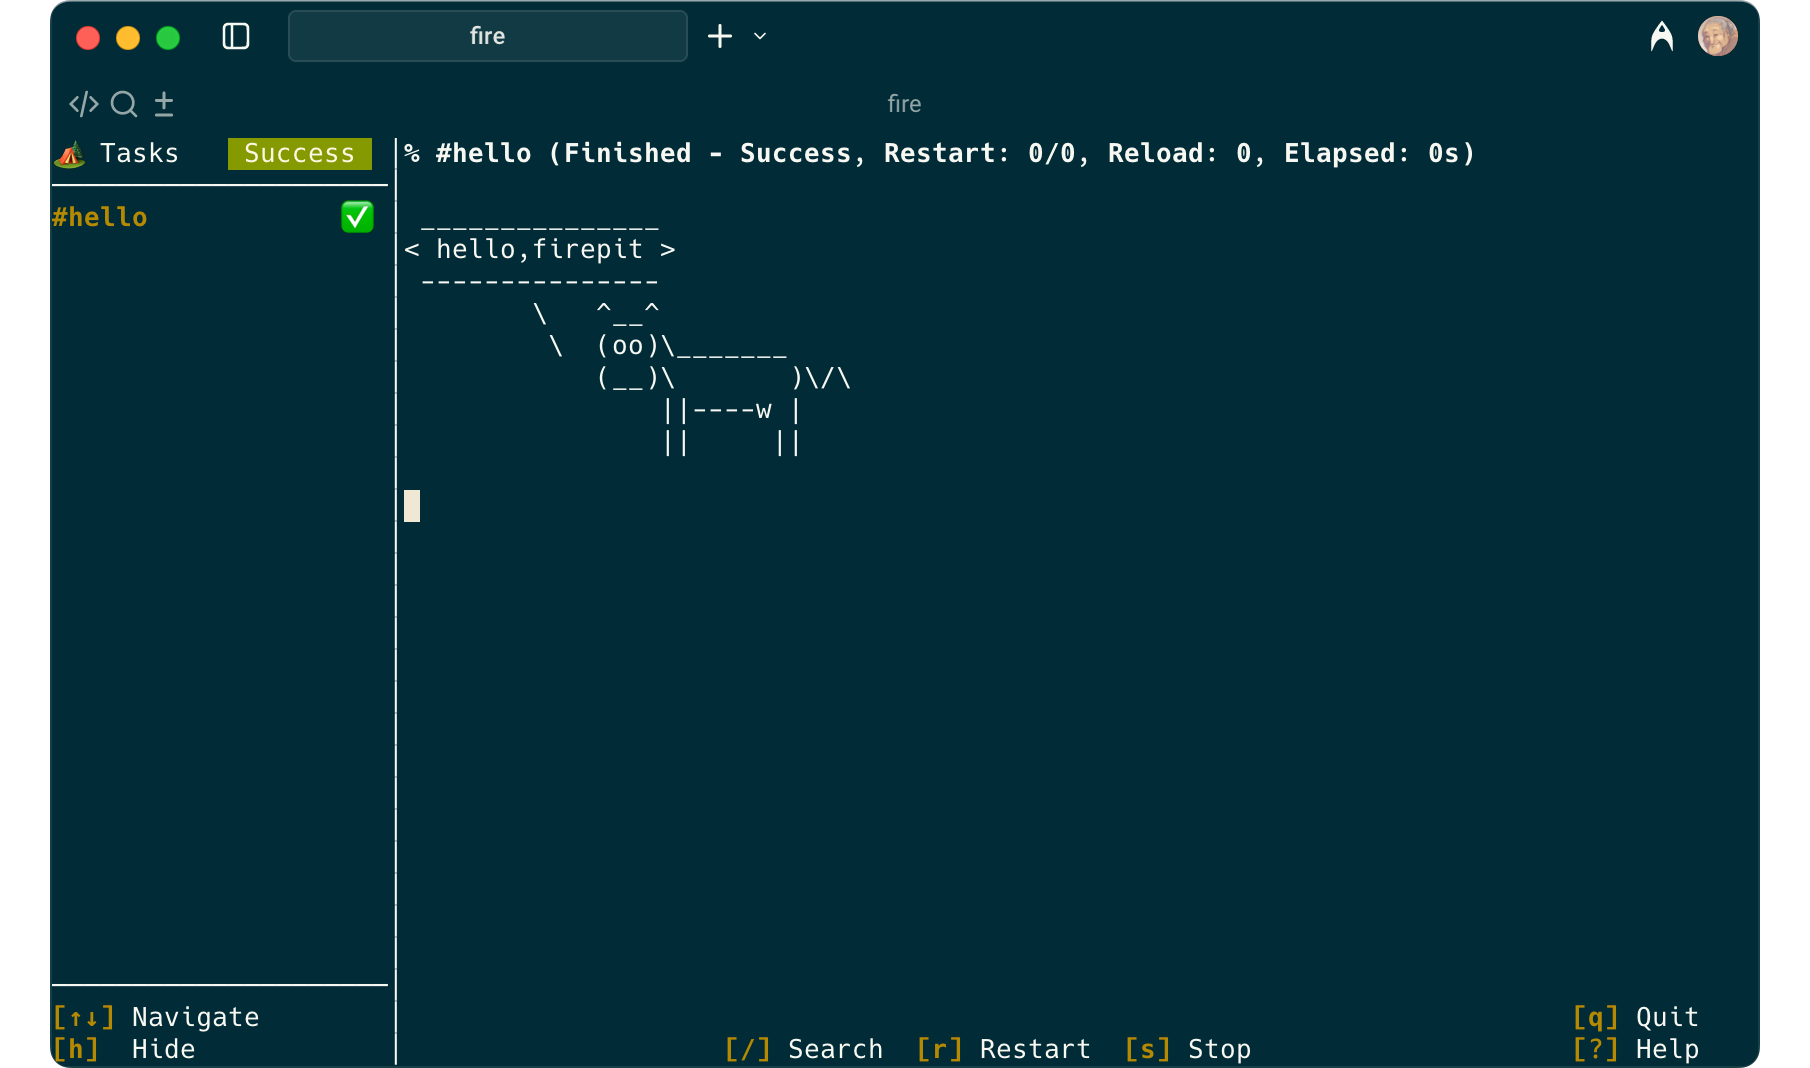 fire
fire
Tasks Success
#hello
% #hello (Finished - Success, Restart: 0/0, Reload: 0, Elapsed: 0s)
 _______________
< hello,firepit >
 ---------------
        \   ^__^
         \  (oo)\_______
            (__)\       )\/\
                ||----w |
                ||     ||
[↑↓] Navigate
[h] Hide
[/] Search [r] Restart [s] Stop
[q] Quit
[?] Help